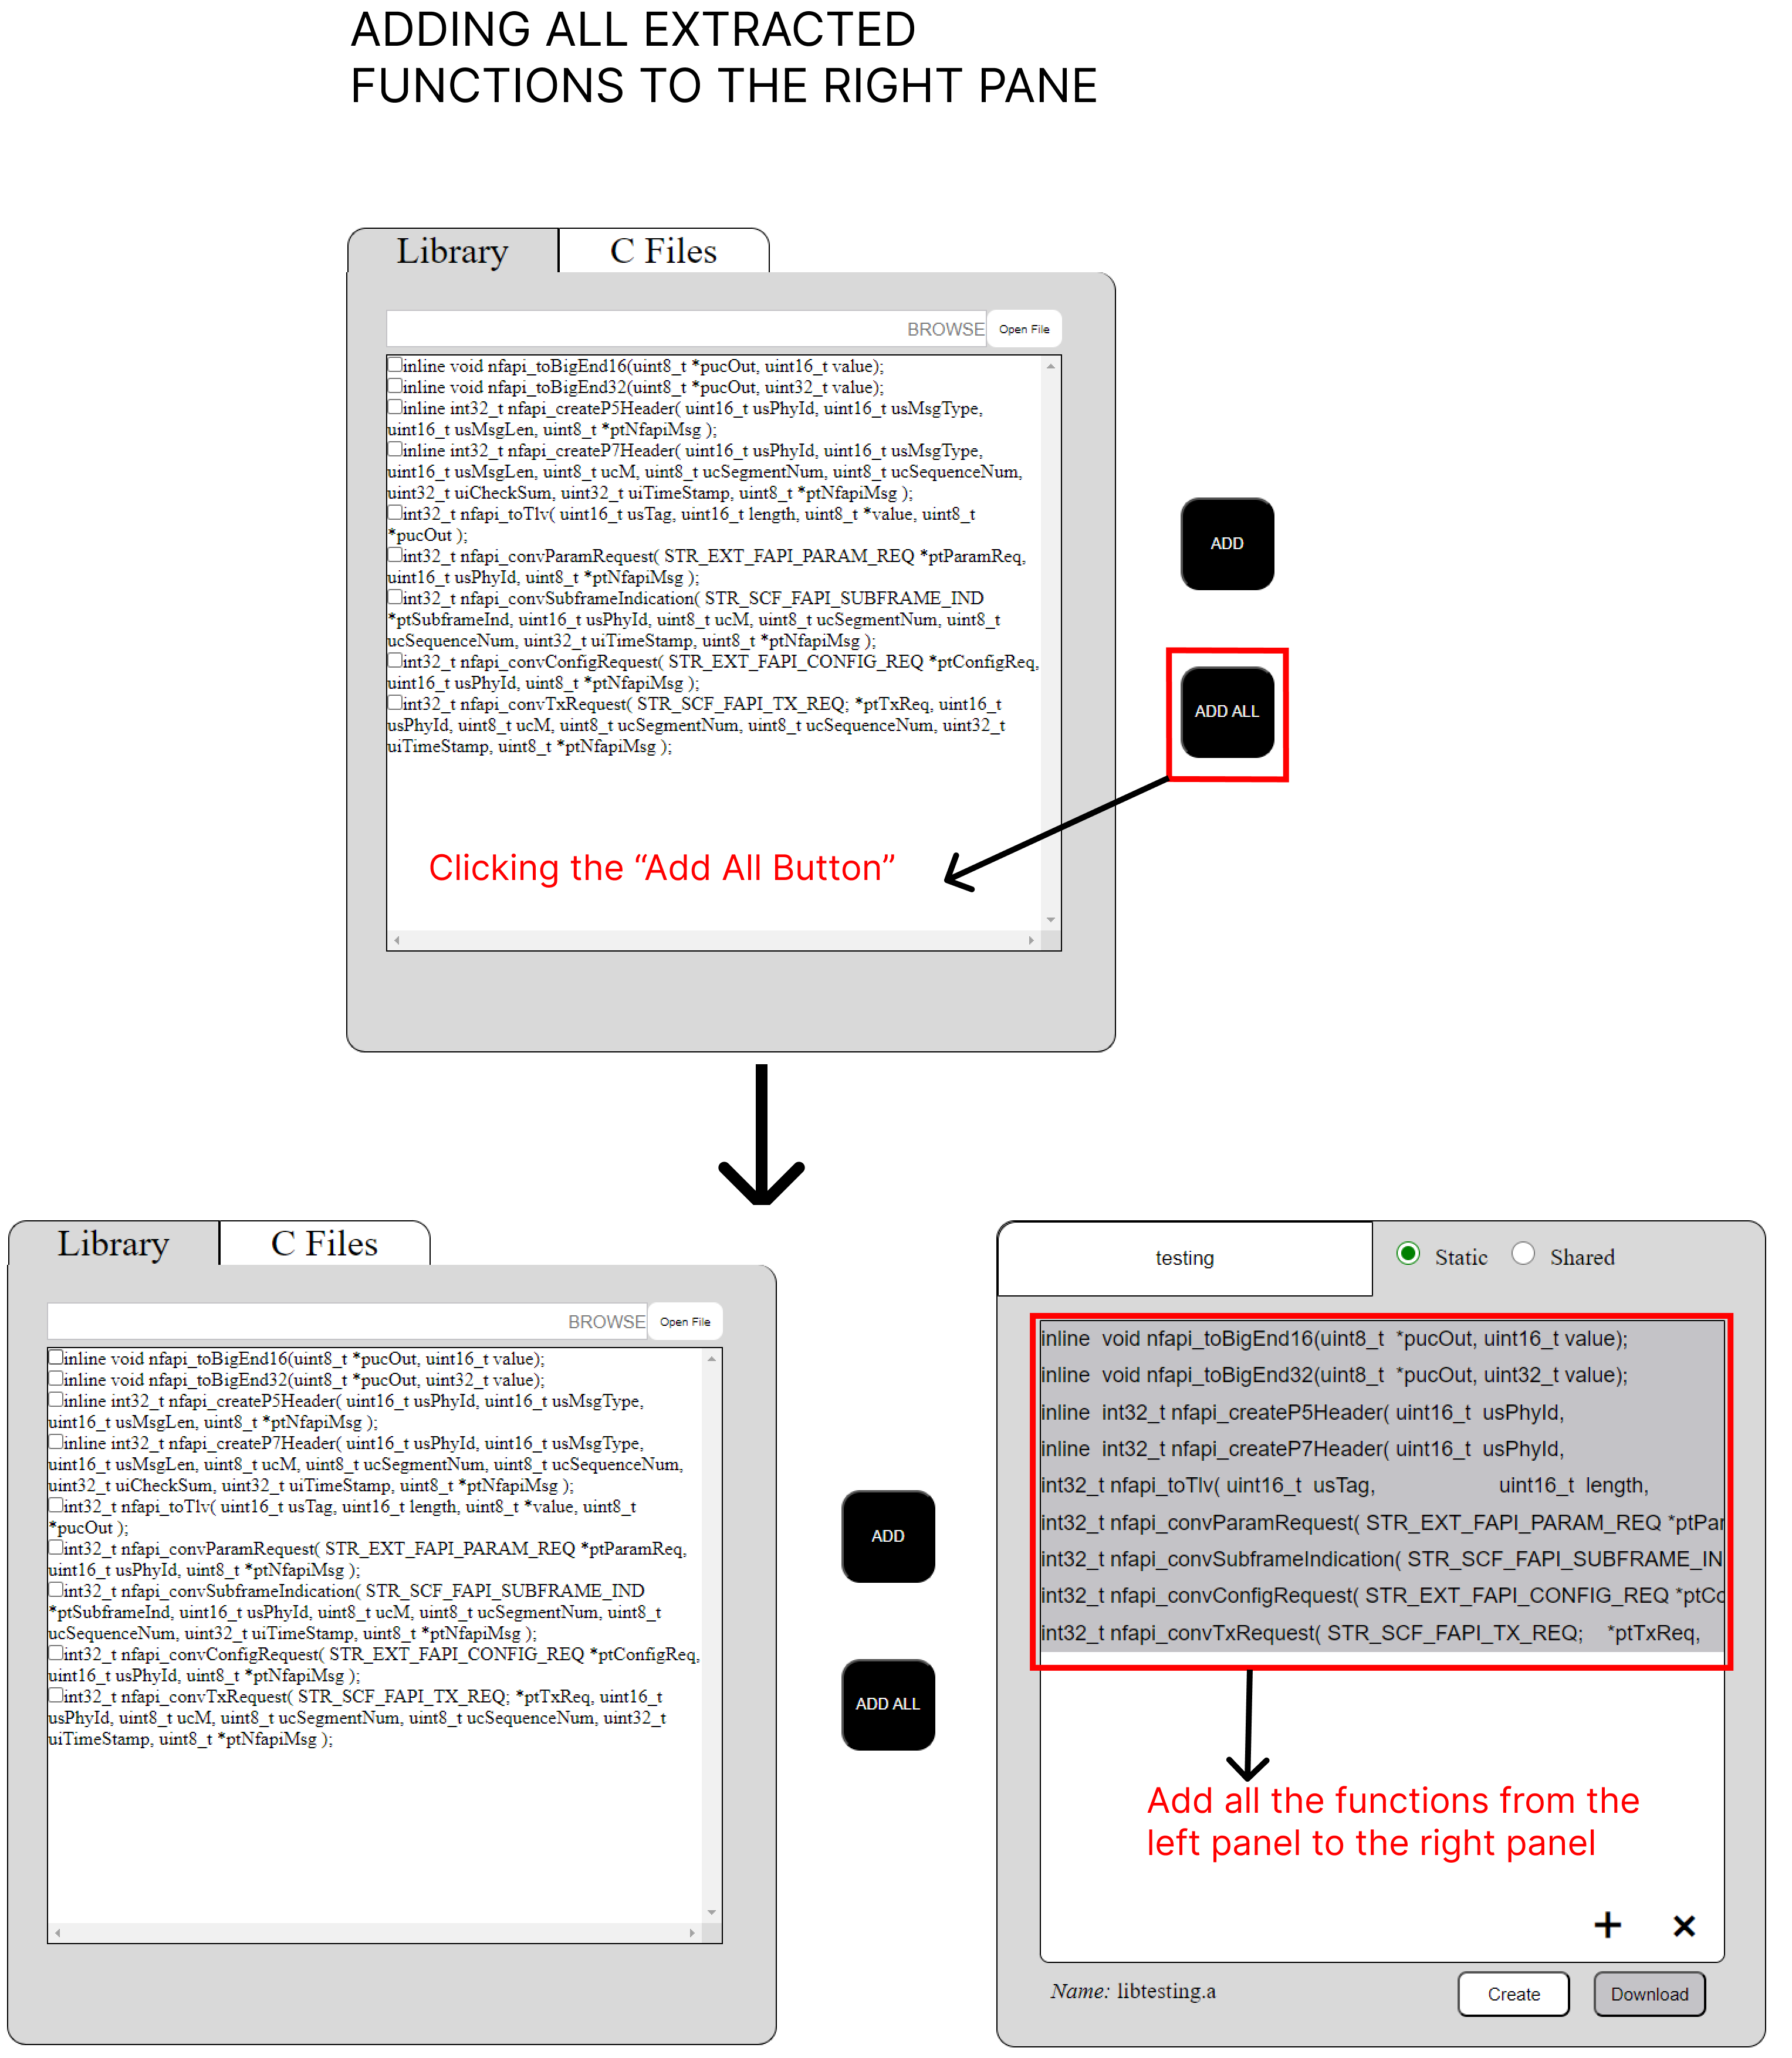 ADDING ALL EXTRACTED
FUNCTIONS TO THE RIGHT PANE
Library
C Files
BROWSE
Open File
inline void nfapi_toBigEnd16(uint8_t *pucOut, uint16_t value);
inline void nfapi_toBigEnd32(uint8_t *pucOut, uint32_t value);
inline int32_t nfapi_createP5Header( uint16_t usPhyId, uint16_t usMsgType,
uint16_t usMsgLen, uint8_t *ptNfapiMsg );
inline int32_t nfapi_createP7Header( uint16_t usPhyId, uint16_t usMsgType,
uint16_t usMsgLen, uint8_t ucM, uint8_t ucSegmentNum, uint8_t ucSequenceNum,
uint32_t uiCheckSum, uint32_t uiTimeStamp, uint8_t *ptNfapiMsg );
int32_t nfapi_toTlv( uint16_t usTag, uint16_t length, uint8_t *value, uint8_t
*pucOut );
int32_t nfapi_convParamRequest( STR_EXT_FAPI_PARAM_REQ *ptParamReq,
uint16_t usPhyId, uint8_t *ptNfapiMsg );
int32_t nfapi_convSubframeIndication( STR_SCF_FAPI_SUBFRAME_IND
*ptSubframeInd, uint16_t usPhyId, uint8_t ucM, uint8_t ucSegmentNum, uint8_t
ucSequenceNum, uint32_t uiTimeStamp, uint8_t *ptNfapiMsg );
int32_t nfapi_convConfigRequest( STR_EXT_FAPI_CONFIG_REQ *ptConfigReq,
uint16_t usPhyId, uint8_t *ptNfapiMsg );
int32_t nfapi_convTxRequest( STR_SCF_FAPI_TX_REQ; *ptTxReq, uint16_t
usPhyId, uint8_t ucM, uint8_t ucSegmentNum, uint8_t ucSequenceNum, uint32_t
uiTimeStamp, uint8_t *ptNfapiMsg );
ADD
ADD ALL
Clicking the “Add All Button”
Library
C Files
BROWSE
Open File
inline void nfapi_toBigEnd16(uint8_t *pucOut, uint16_t value);
inline void nfapi_toBigEnd32(uint8_t *pucOut, uint32_t value);
inline int32_t nfapi_createP5Header( uint16_t usPhyId, uint16_t usMsgType,
uint16_t usMsgLen, uint8_t *ptNfapiMsg );
inline int32_t nfapi_createP7Header( uint16_t usPhyId, uint16_t usMsgType,
uint16_t usMsgLen, uint8_t ucM, uint8_t ucSegmentNum, uint8_t ucSequenceNum,
uint32_t uiCheckSum, uint32_t uiTimeStamp, uint8_t *ptNfapiMsg );
int32_t nfapi_toTlv( uint16_t usTag, uint16_t length, uint8_t *value, uint8_t
*pucOut );
int32_t nfapi_convParamRequest( STR_EXT_FAPI_PARAM_REQ *ptParamReq,
uint16_t usPhyId, uint8_t *ptNfapiMsg );
int32_t nfapi_convSubframeIndication( STR_SCF_FAPI_SUBFRAME_IND
*ptSubframeInd, uint16_t usPhyId, uint8_t ucM, uint8_t ucSegmentNum, uint8_t
ucSequenceNum, uint32_t uiTimeStamp, uint8_t *ptNfapiMsg );
int32_t nfapi_convConfigRequest( STR_EXT_FAPI_CONFIG_REQ *ptConfigReq,
uint16_t usPhyId, uint8_t *ptNfapiMsg );
int32_t nfapi_convTxRequest( STR_SCF_FAPI_TX_REQ; *ptTxReq, uint16_t
usPhyId, uint8_t ucM, uint8_t ucSegmentNum, uint8_t ucSequenceNum, uint32_t
uiTimeStamp, uint8_t *ptNfapiMsg );
ADD
ADD ALL
testing
Static
Shared
inline void nfapi_toBigEnd16(uint8_t *pucOut, uint16_t value);
inline void nfapi_toBigEnd32(uint8_t *pucOut, uint32_t value);
inline int32_t nfapi_createP5Header( uint16_t usPhyId,
inline int32_t nfapi_createP7Header( uint16_t usPhyId,
int32_t nfapi_toTlv( uint16_t usTag, uint16_t length,
int32_t nfapi_convParamRequest( STR_EXT_FAPI_PARAM_REQ *ptPar
int32_t nfapi_convSubframeIndication( STR_SCF_FAPI_SUBFRAME_IN
int32_t nfapi_convConfigRequest( STR_EXT_FAPI_CONFIG_REQ *ptCo
int32_t nfapi_convTxRequest( STR_SCF_FAPI_TX_REQ; *ptTxReq,
Add all the functions from the
left panel to the right panel
Name: libtesting.a
Create
Download